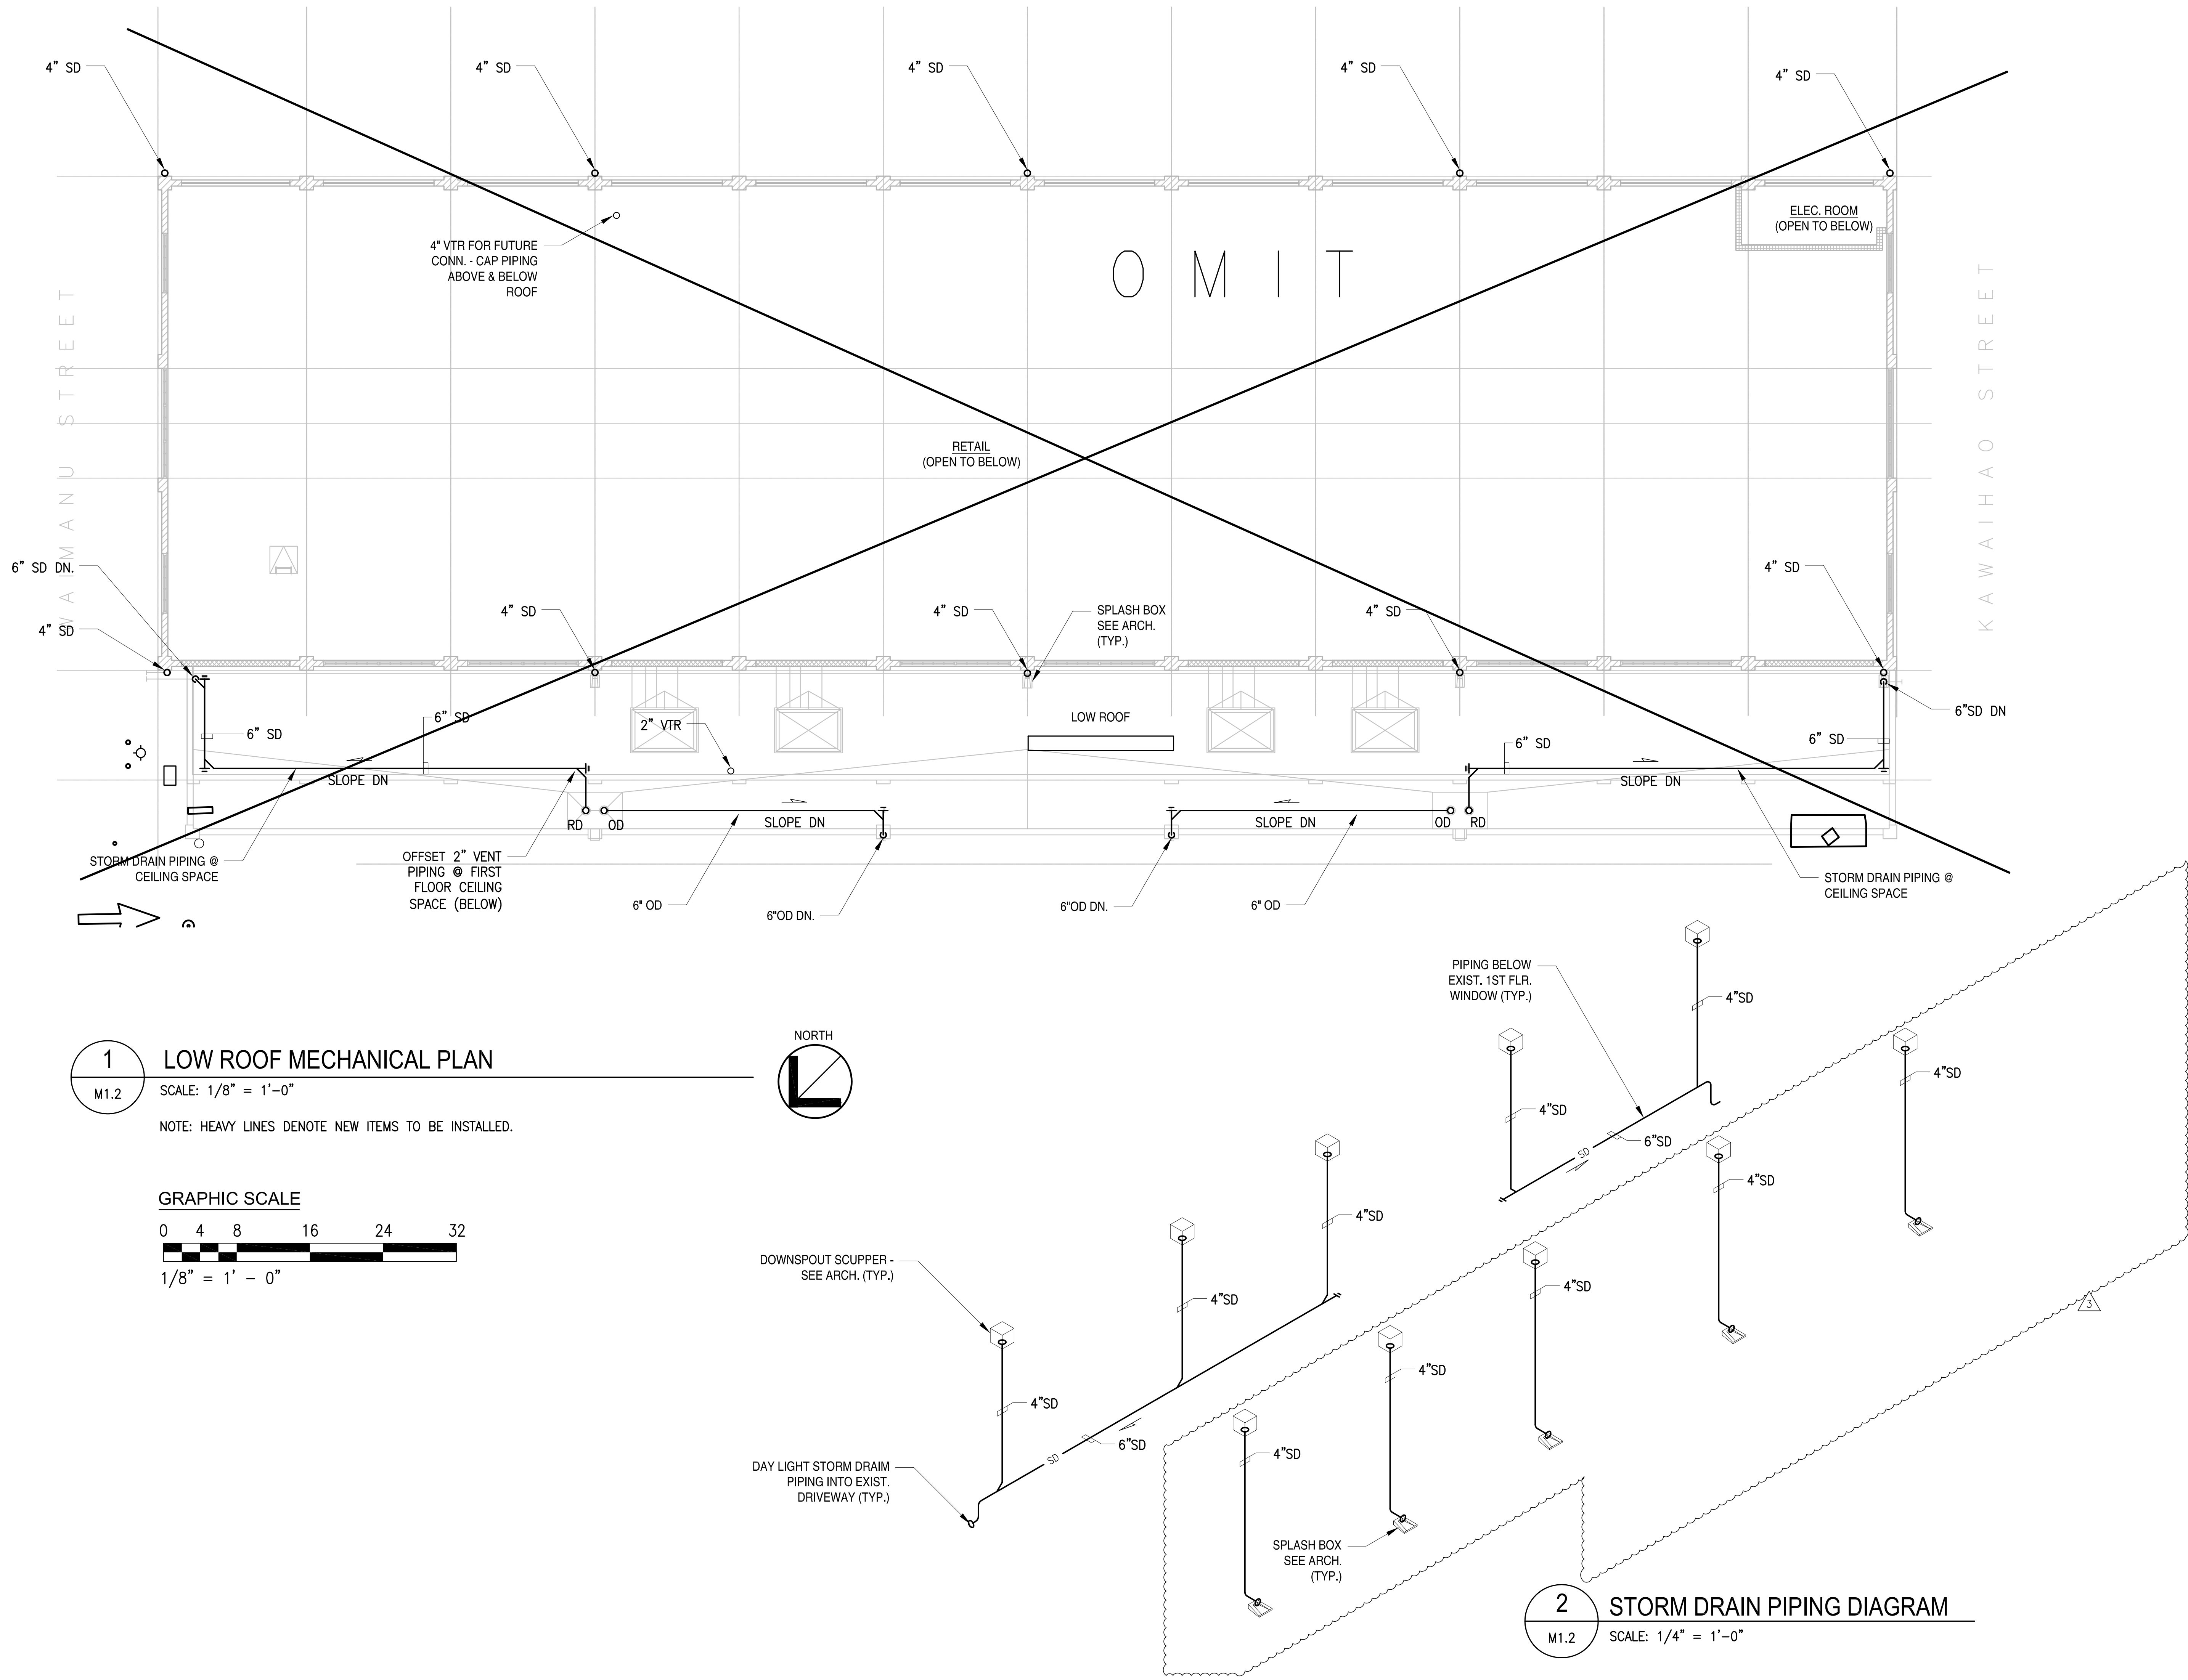 4" SD
4" SD
4" SD
4" SD
4" SD
ELEC. ROOM
(OPEN TO BELOW)
4" VTR FOR FUTURE
CONN. - CAP PIPING
ABOVE & BELOW
ROOF
OMIT
WAIMANU STREET
KAWAIHAO STREET
RETAIL
(OPEN TO BELOW)
6" SD DN.
4" SD
4" SD
4" SD
SPLASH BOX
SEE ARCH.
(TYP.)
4" SD
4" SD
6" SD
6" SD
2" VTR
LOW ROOF
6" SD
6" SD
6"SD DN
SLOPE DN
SLOPE DN
RD
OD
SLOPE DN
SLOPE DN
OD
RD
STORM DRAIN PIPING @
CEILING SPACE
OFFSET 2" VENT
PIPING @ FIRST
FLOOR CEILING
SPACE (BELOW)
6" OD
6"OD DN.
6"OD DN.
6" OD
STORM DRAIN PIPING @
CEILING SPACE
1
M1.2
LOW ROOF MECHANICAL PLAN
SCALE: 1/8" = 1'-0"
NOTE: HEAVY LINES DENOTE NEW ITEMS TO BE INSTALLED.
NORTH
GRAPHIC SCALE
0 4 8 16 24 32
1/8" = 1' - 0"
PIPING BELOW
EXIST. 1ST FLR.
WINDOW (TYP.)
4"SD
4"SD
4"SD
6"SD
SD
4"SD
4"SD
DOWNSPOUT SCUPPER -
SEE ARCH. (TYP.)
4"SD
4"SD
4"SD
4"SD
6"SD
SD
4"SD
DAY LIGHT STORM DRAIM
PIPING INTO EXIST.
DRIVEWAY (TYP.)
SPLASH BOX
SEE ARCH.
(TYP.)
3
2
M1.2
STORM DRAIN PIPING DIAGRAM
SCALE: 1/4" = 1'-0"